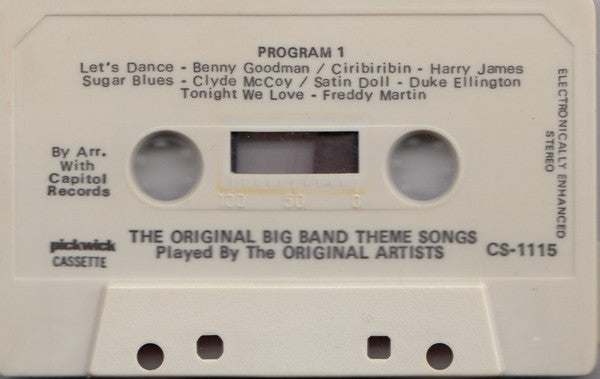 PROGRAM 1
Let's Dance - Benny Goodman / Ciribiribin - Harry James
Sugar Blues - Clyde McCoy / Satin Doll - Duke Ellington
Tonight We Love - Freddy Martin
ELECTRONICALLY ENHANCED
STEREO
By Arr.
With
Capitol
Records
100 50 0
THE ORIGINAL BIG BAND THEME SONGS
Played By The ORIGINAL ARTISTS
pickwick
CASSETTE
CS-1115